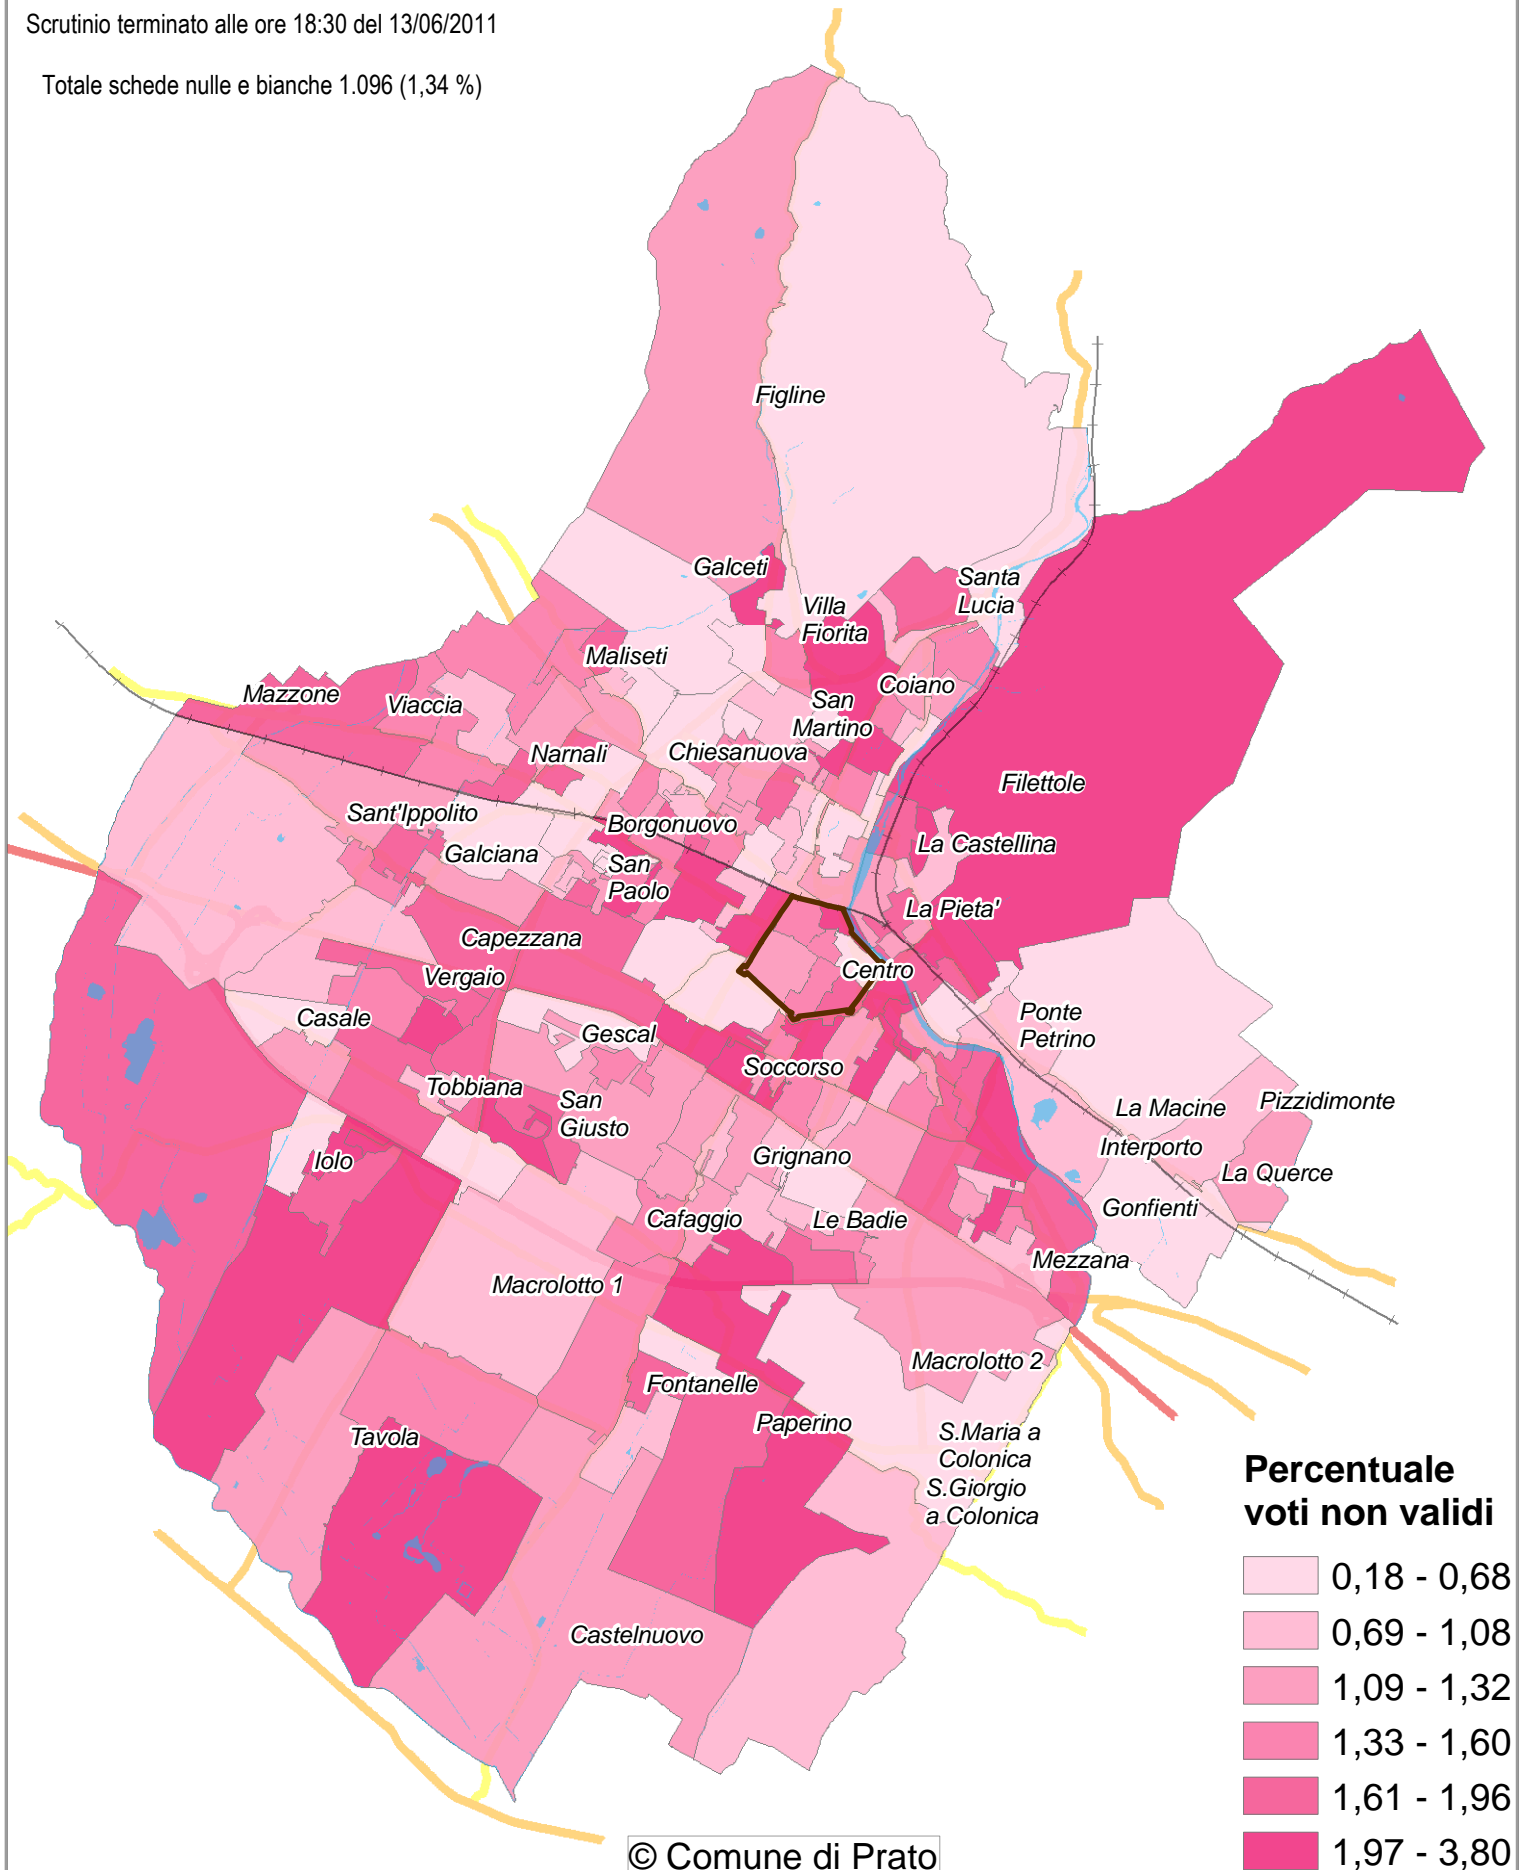 Scrutinio terminato alle ore 18:30 del 13/06/2011
Totale schede nulle e bianche 1.096 (1,34 %)
Figline
Galceti
Santa
Lucia
Villa
Fiorita
Maliseti
Coiano
Mazzone
Viaccia
San
Martino
Narnali
Chiesanuova
Filettole
Sant'Ippolito
Borgonuovo
La Castellina
Galciana
San
Paolo
La Pieta'
Capezzana
Vergaio
Centro
Casale
Gescal
Ponte
Petrino
Soccorso
Tobbiana
San
Giusto
La Macine
Pizzidimonte
Iolo
Grignano
Interporto
La Querce
Cafaggio
Le Badie
Gonfienti
Mezzana
Macrolotto 1
Macrolotto 2
Fontanelle
Paperino
Tavola
S.Maria a
Colonica
S.Giorgio
a Colonica
Castelnuovo
Percentuale
voti non validi
0,18 - 0,68
0,69 - 1,08
1,09 - 1,32
1,33 - 1,60
1,61 - 1,96
1,97 - 3,80
© Comune di Prato